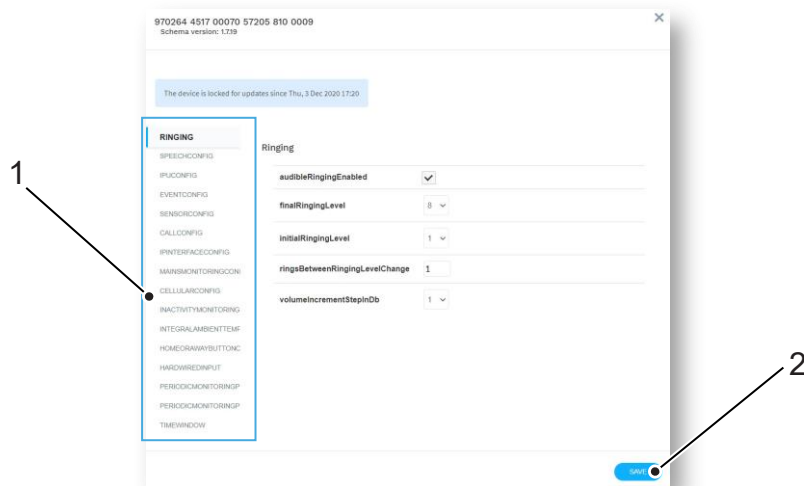 970264 4517 00070 57205 810 0009
Schema version: 1.7.19
The device is locked for updates since Thu, 3 Dec 2020 17:20
1
RINGING
SPEECHCONFIG
IPUCONFIG
EVENTCONFIG
SENSORCONFIG
CALLCONFIG
IPINTERFACECONFIG
MAINSMONITORINGCONI
CELLULARCONFIG
INACTIVITYMONITORING
INTEGRALAMBIENTTEMF
HOMEORAWAYBUTTONC
HARDWIREDINPUT
PERIODICMONITORINGP
PERIODICMONITORINGP
TIMEWINDOW
Ringing
audibleRingingEnabled
finalRingingLevel 8
initialRingingLevel 1
ringsBetweenRingingLevelChange 1
volumeIncrementStepInDb 1
2
SAVE